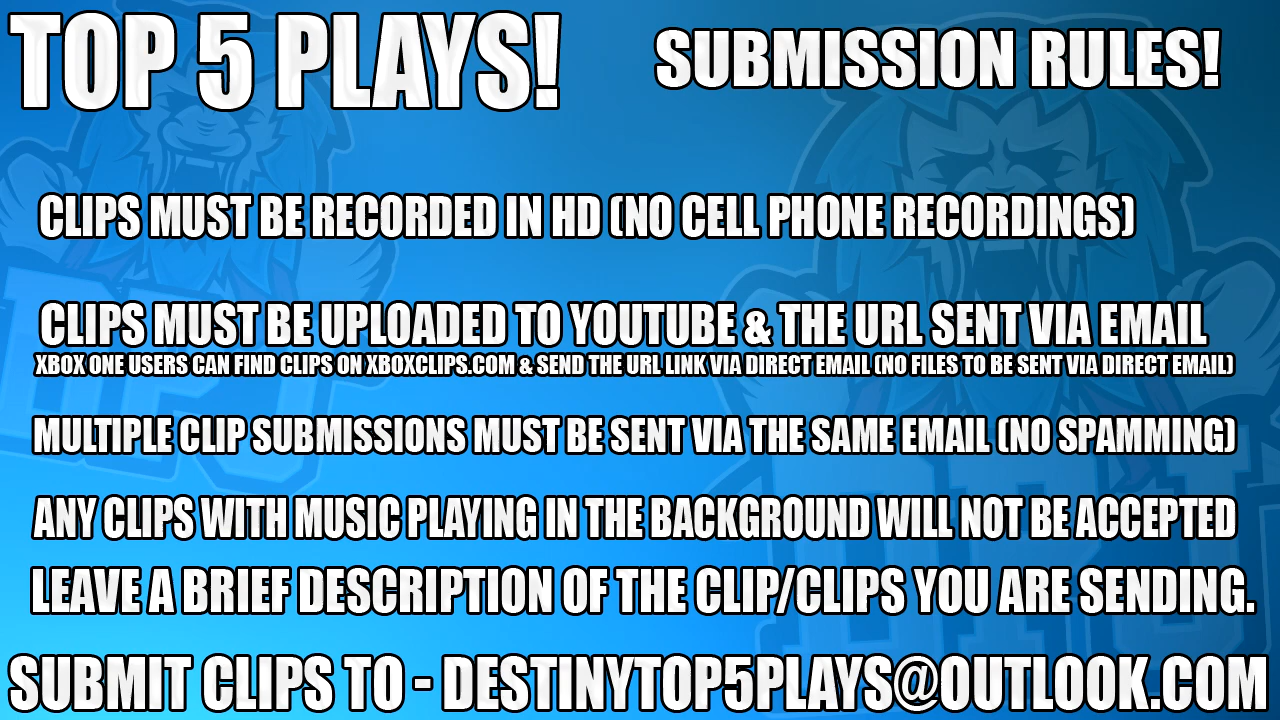 TOP 5 PLAYS!
SUBMISSION RULES!
CLIPS MUST BE RECORDED IN HD (NO CELL PHONE RECORDINGS)
CLIPS MUST BE UPLOADED TO YOUTUBE & THE URL SENT VIA EMAIL
XBOX ONE USERS CAN FIND CLIPS ON XBOXCLIPS.COM & SEND THE URL LINK VIA DIRECT EMAIL (NO FILES TO BE SENT VIA DIRECT EMAIL)
MULTIPLE CLIP SUBMISSIONS MUST BE SENT VIA THE SAME EMAIL (NO SPAMMING)
ANY CLIPS WITH MUSIC PLAYING IN THE BACKGROUND WILL NOT BE ACCEPTED
LEAVE A BRIEF DESCRIPTION OF THE CLIP/CLIPS YOU ARE SENDING.
SUBMIT CLIPS TO - DESTINYTOP5PLAYS@OUTLOOK.COM